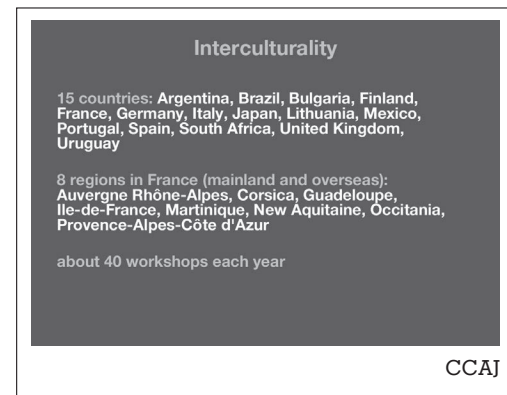 Interculturality
15 countries: Argentina, Brazil, Bulgaria, Finland,
France, Germany, Italy, Japan, Lithuania, Mexico,
Portugal, Spain, South Africa, United Kingdom,
Uruguay
8 regions in France (mainland and overseas):
Auvergne Rhône-Alpes, Corsica, Guadeloupe,
Ile-de-France, Martinique, New Aquitaine, Occitania,
Provence-Alpes-Côte d'Azur
about 40 workshops each year
CCAJ